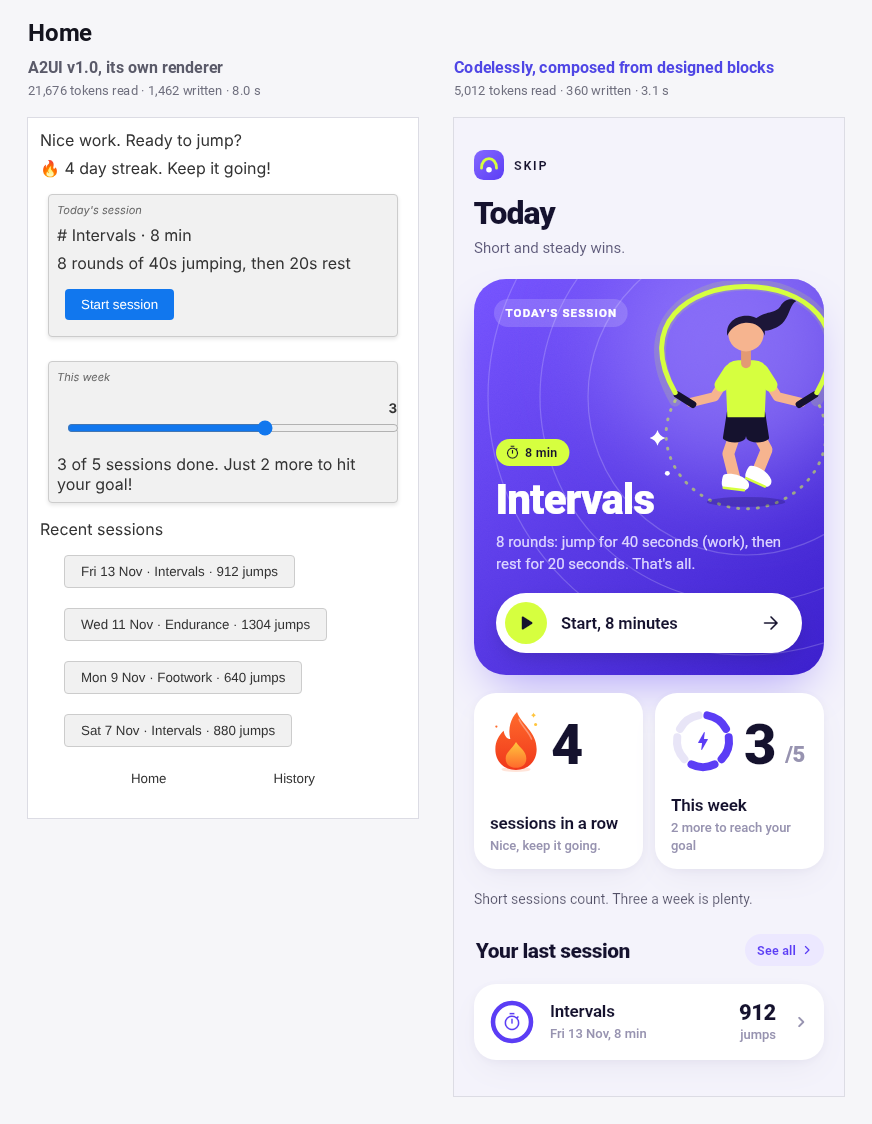 Home
A2UI v1.0, its own renderer
21,676 tokens read · 1,462 written · 8.0 s
Nice work. Ready to jump?
🔥 4 day streak. Keep it going!
Today's session
# Intervals · 8 min
8 rounds of 40s jumping, then 20s rest
Start session
This week
3
3 of 5 sessions done. Just 2 more to hit
your goal!
Recent sessions
Fri 13 Nov · Intervals · 912 jumps
Wed 11 Nov · Endurance · 1304 jumps
Mon 9 Nov · Footwork · 640 jumps
Sat 7 Nov · Intervals · 880 jumps
Home History
Codelessly, composed from designed blocks
5,012 tokens read · 360 written · 3.1 s
SKIP
Today
Short and steady wins.
TODAY'S SESSION
8 min
Intervals
8 rounds: jump for 40 seconds (work), then
rest for 20 seconds. That's all.
Start, 8 minutes
4
sessions in a row
Nice, keep it going.
3 /5
This week
2 more to reach your
goal
Short sessions count. Three a week is plenty.
Your last session
See all
Intervals
Fri 13 Nov, 8 min
912
jumps